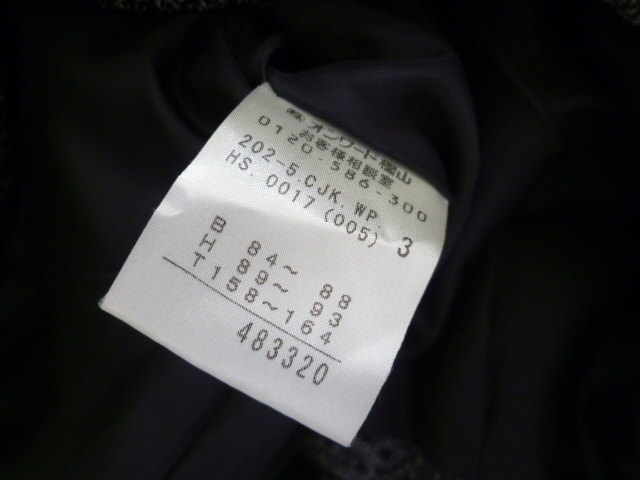 ㈱オンワード樫山
お客様相談室
0120-586-300
202-5.CJK.WP
HS.0017(005) 3
B 84～ 88
H 89～ 93
T158～164
483320